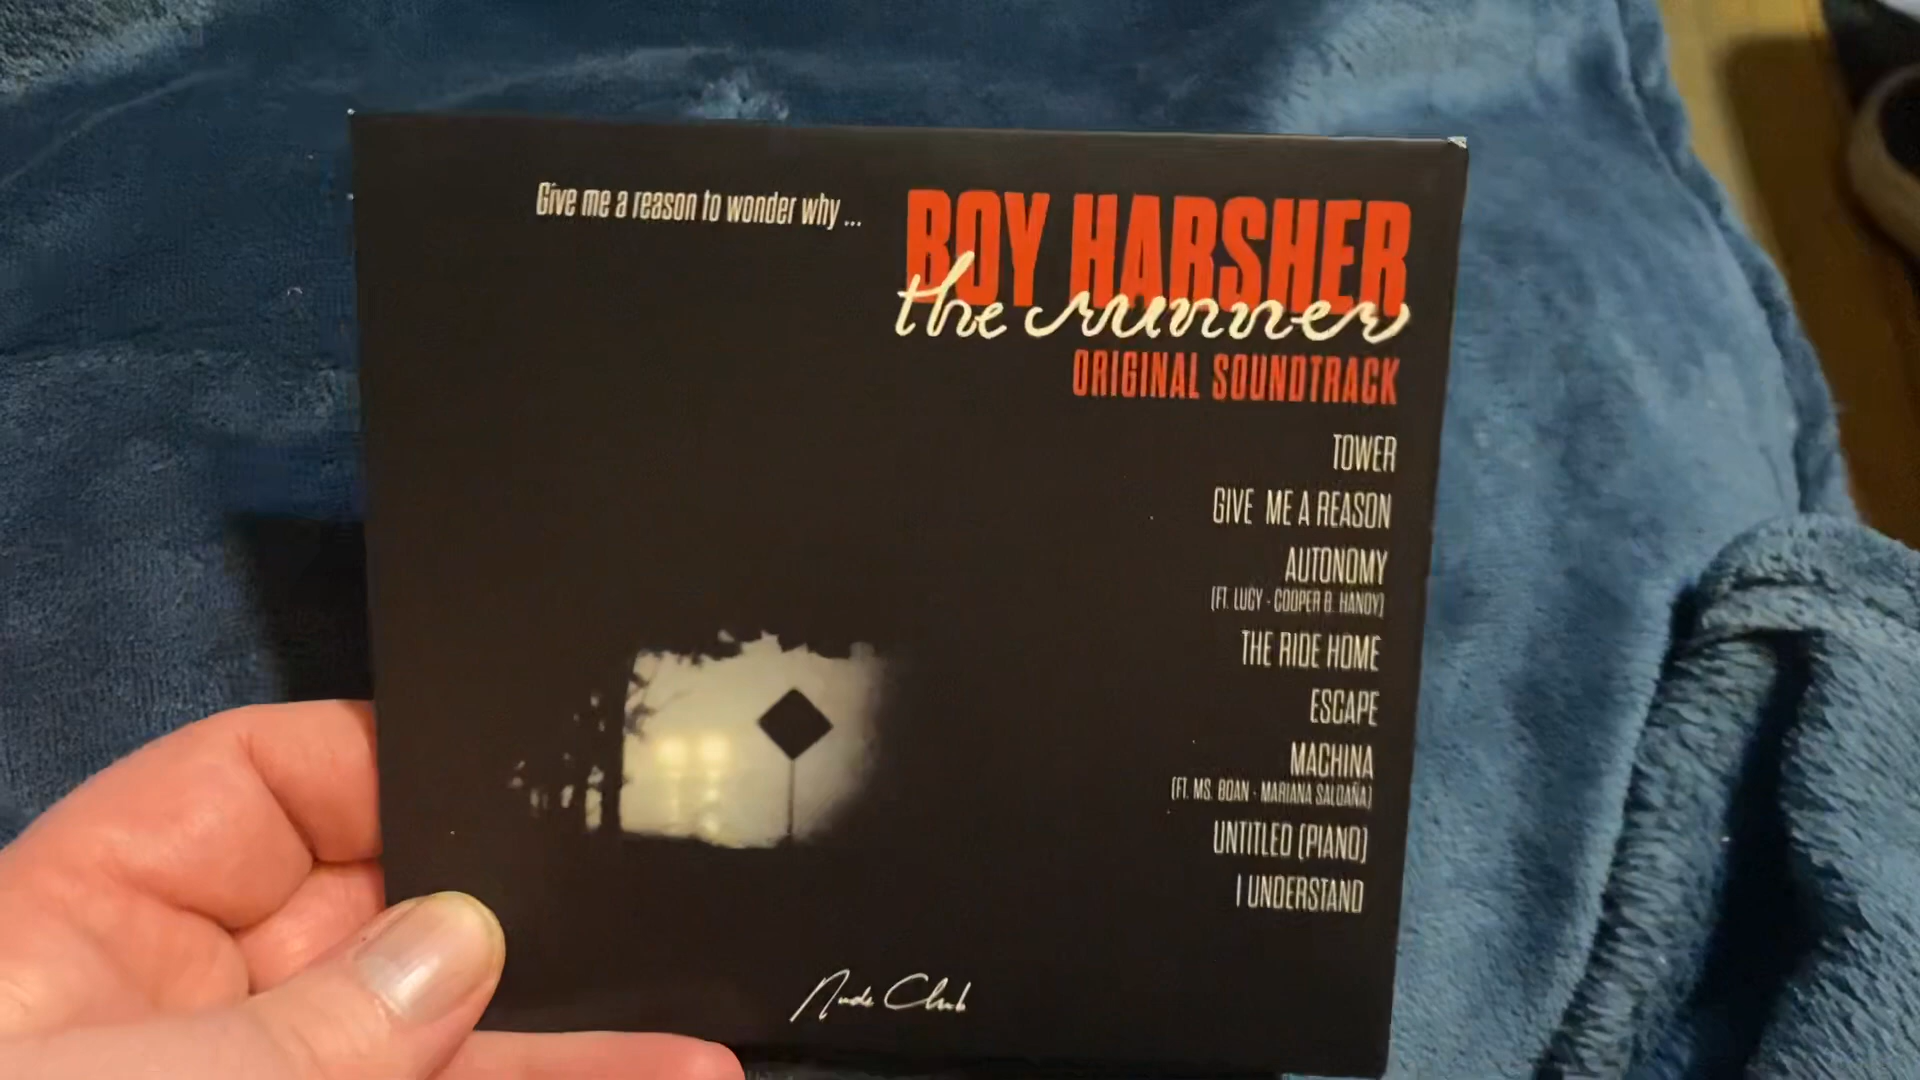 Give me a reason to wonder why ...
BOY HARSHER
the runner
ORIGINAL SOUNDTRACK
TOWER
GIVE ME A REASON
AUTONOMY
(FT. LUCY - COOPER B. HANDY)
THE RIDE HOME
ESCAPE
MACHINA
(FT. MS. BOAN - MARIANA SALDAÑA)
UNTITLED (PIANO)
I UNDERSTAND
Nude Club